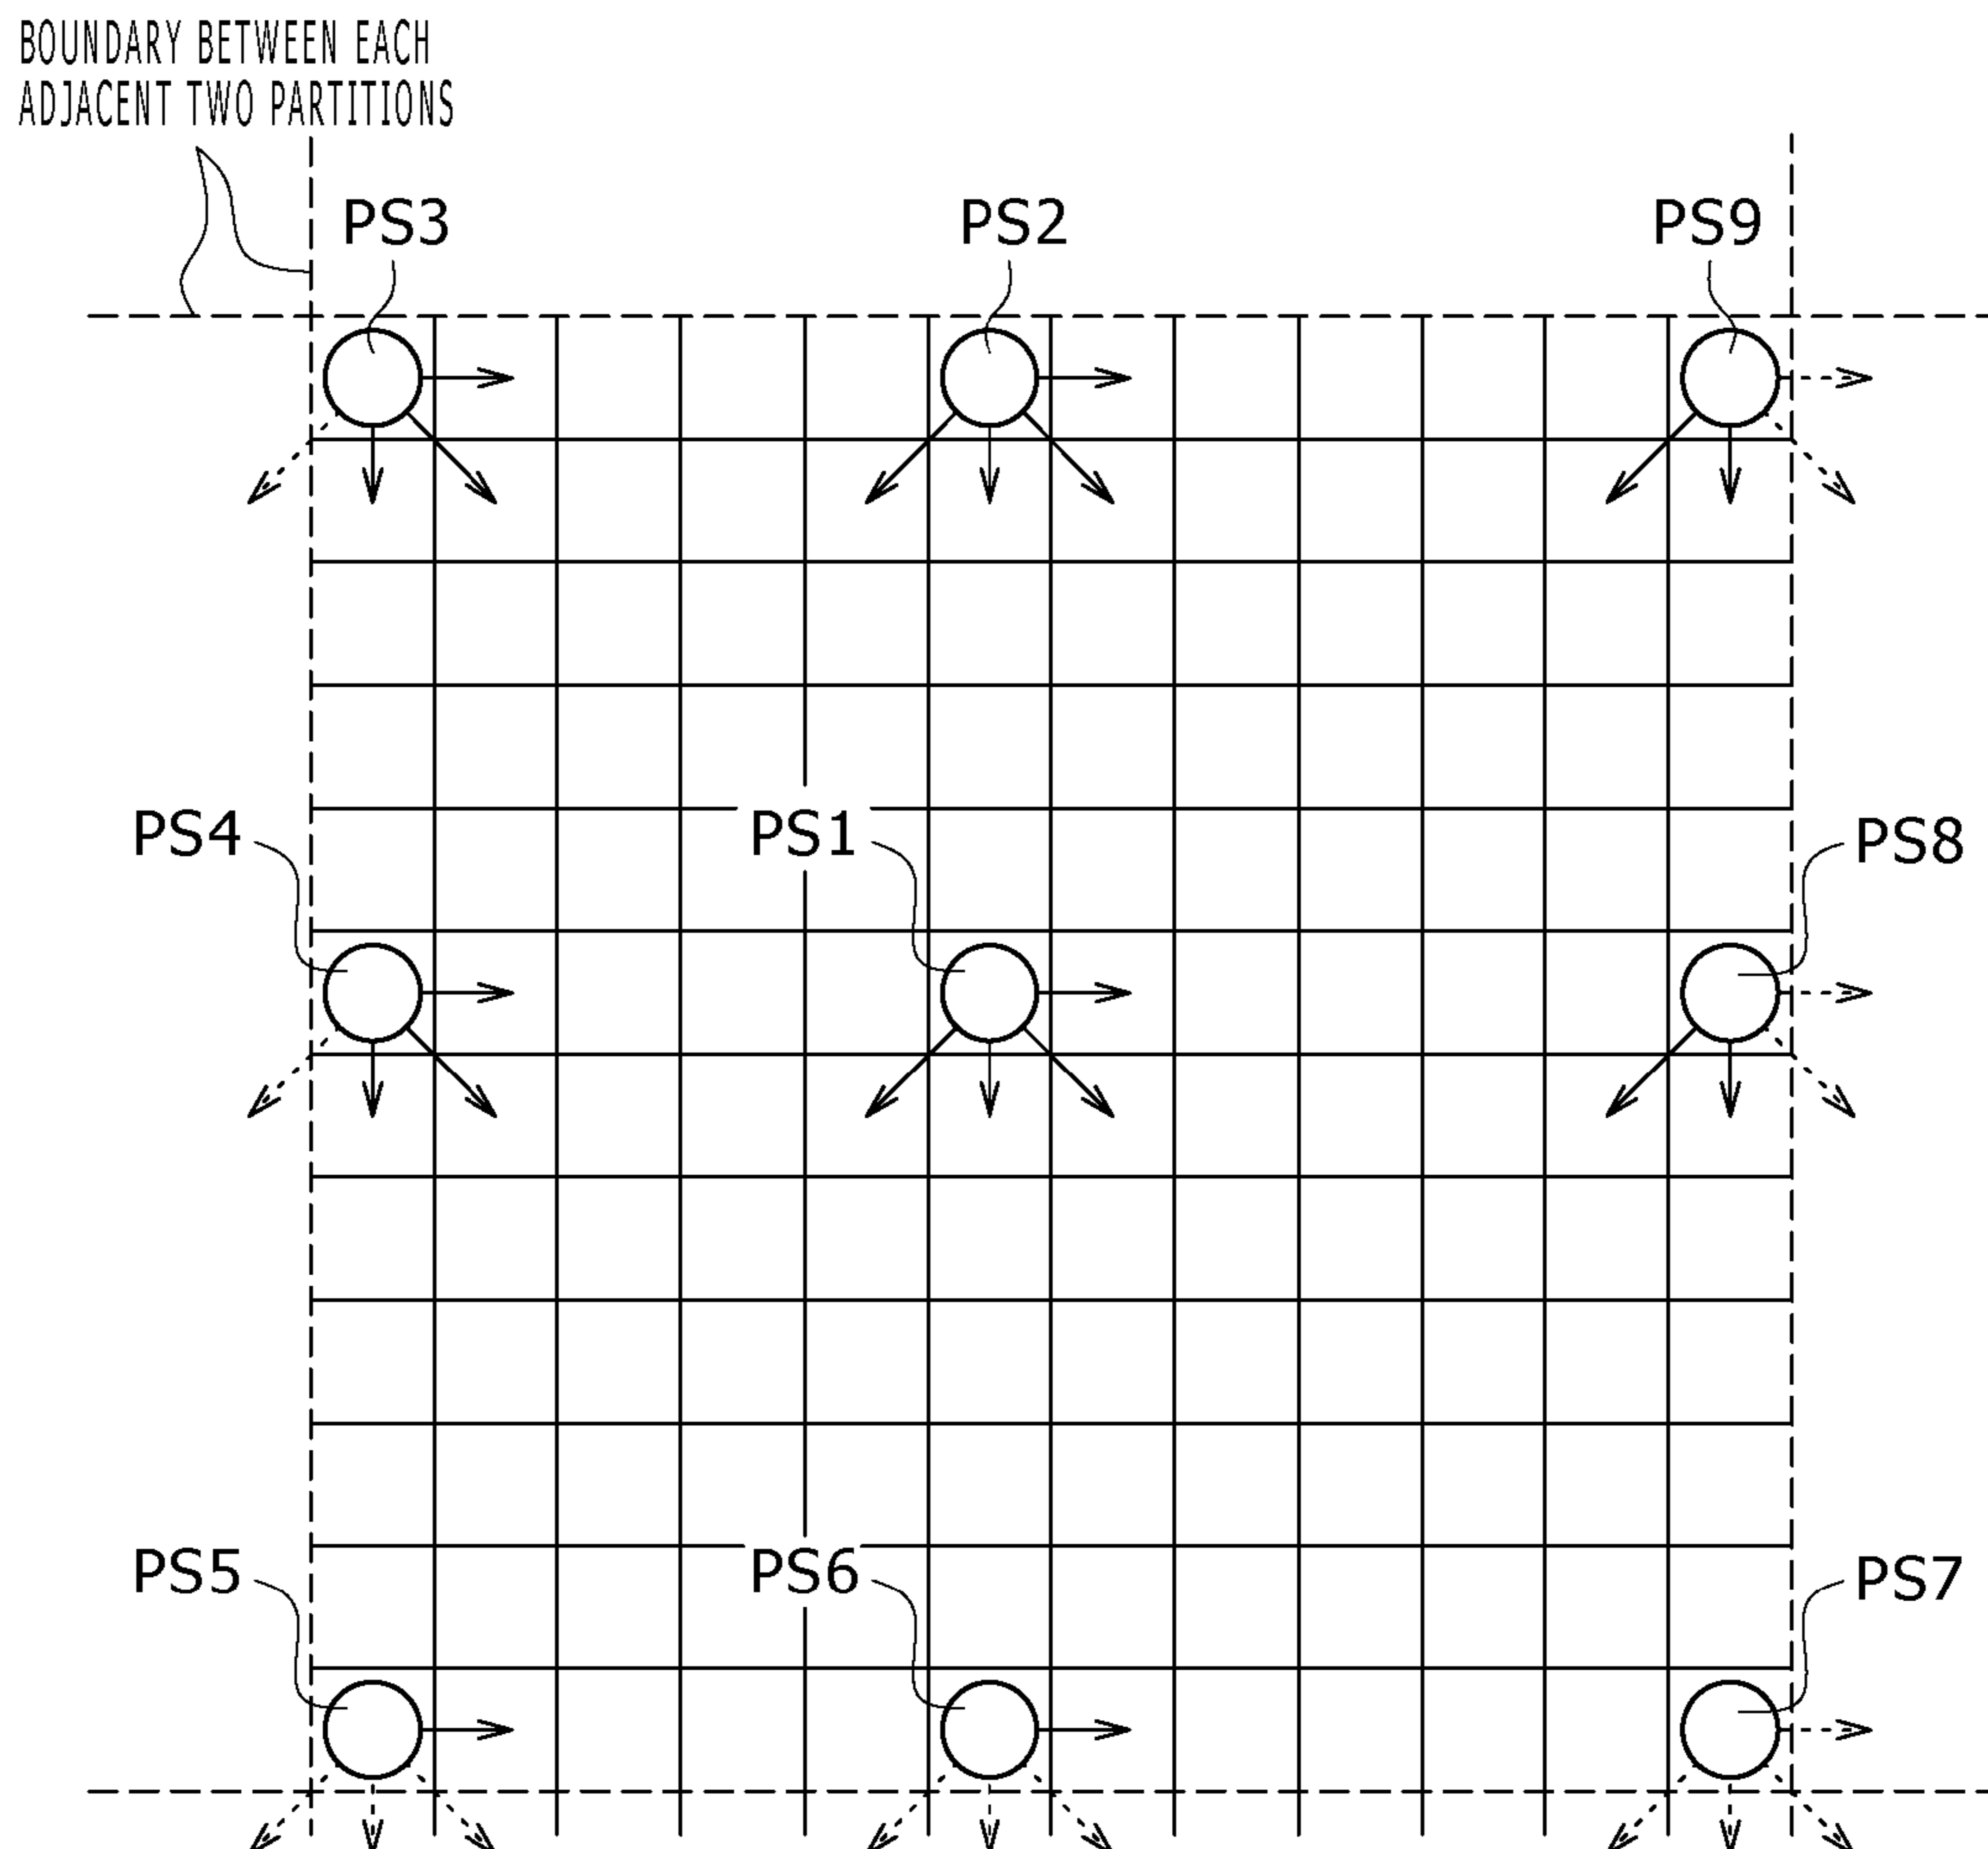 BOUNDARY BETWEEN EACH
ADJACENT TWO PARTITIONS
PS3
PS2
PS9
PS4
PS1
PS8
PS5
PS6
PS7